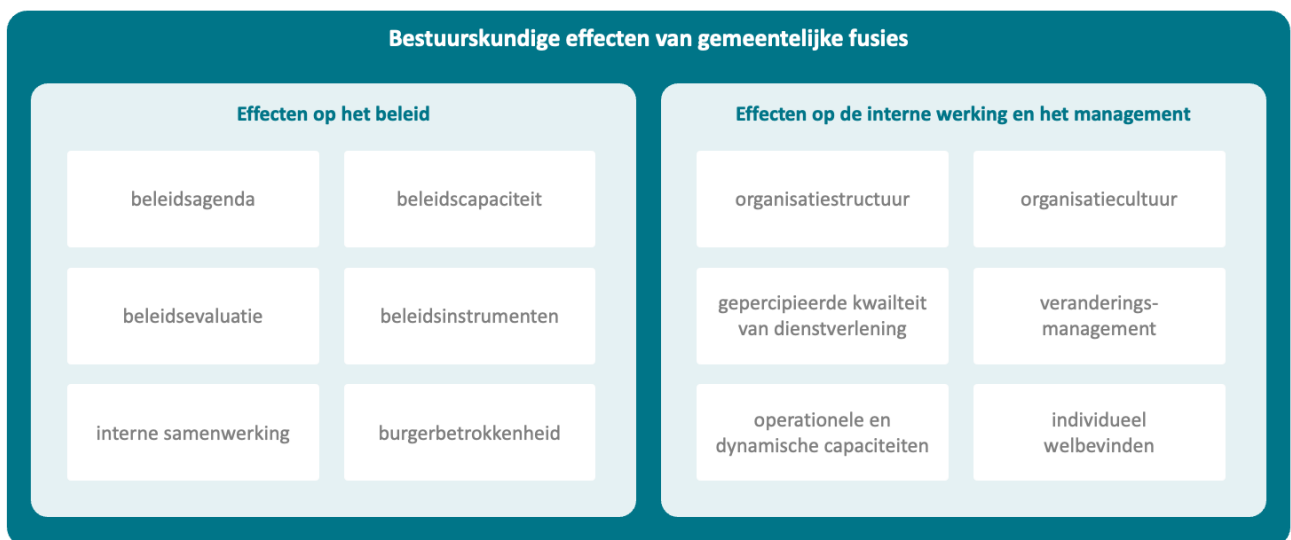 Bestuurskundige effecten van gemeentelijke fusies
Effecten op het beleid
beleidsagenda
beleidscapaciteit
beleidsevaluatie
beleidsinstrumenten
interne samenwerking
burgerbetrokkenheid
Effecten op de interne werking en het management
organisatiestructuur
organisatiecultuur
gepercipieerde kwailteit
van dienstverlening
veranderings-
management
operationele en
dynamische capaciteiten
individueel
welbevinden